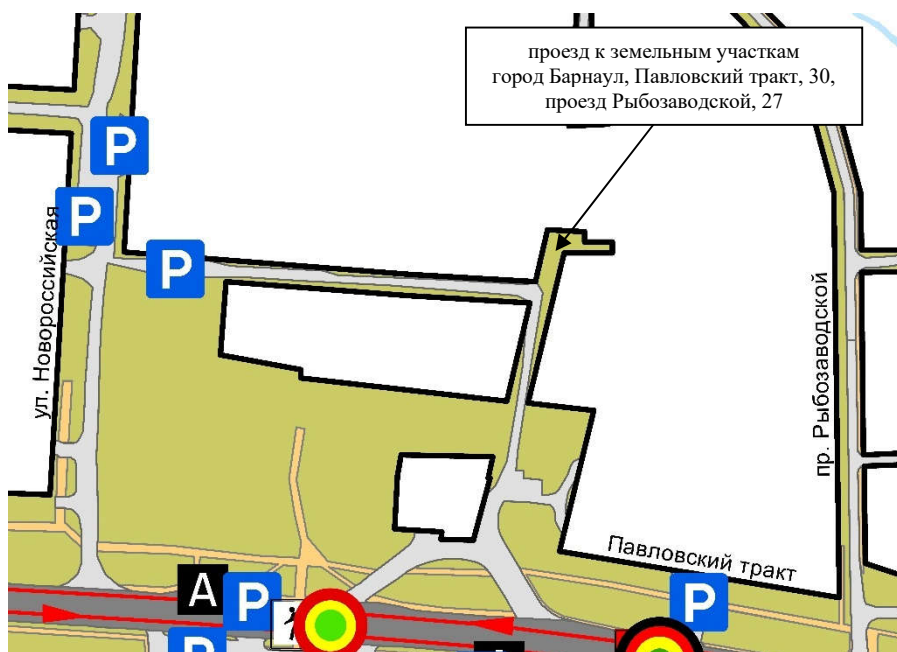 проезд к земельным участкам
город Барнаул, Павловский тракт, 30,
проезд Рыбозаводской, 27
P
P
P
ул. Новороссийская
пр. Рыбозаводской
Павловский тракт
A
P
P
P